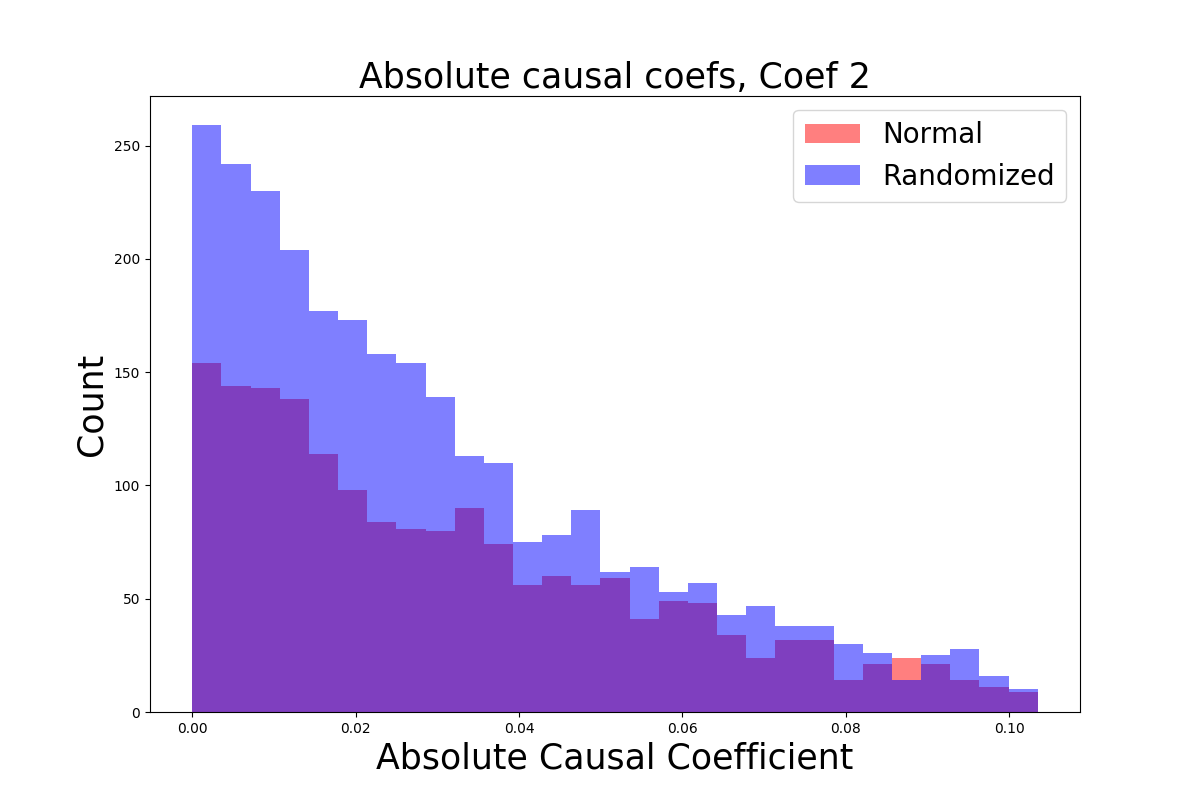 Absolute causal coefs, Coef 2
Normal
Randomized
Count
250
200
150
100
50
0
0.00 0.02 0.04 0.06 0.08 0.10
Absolute Causal Coefficient